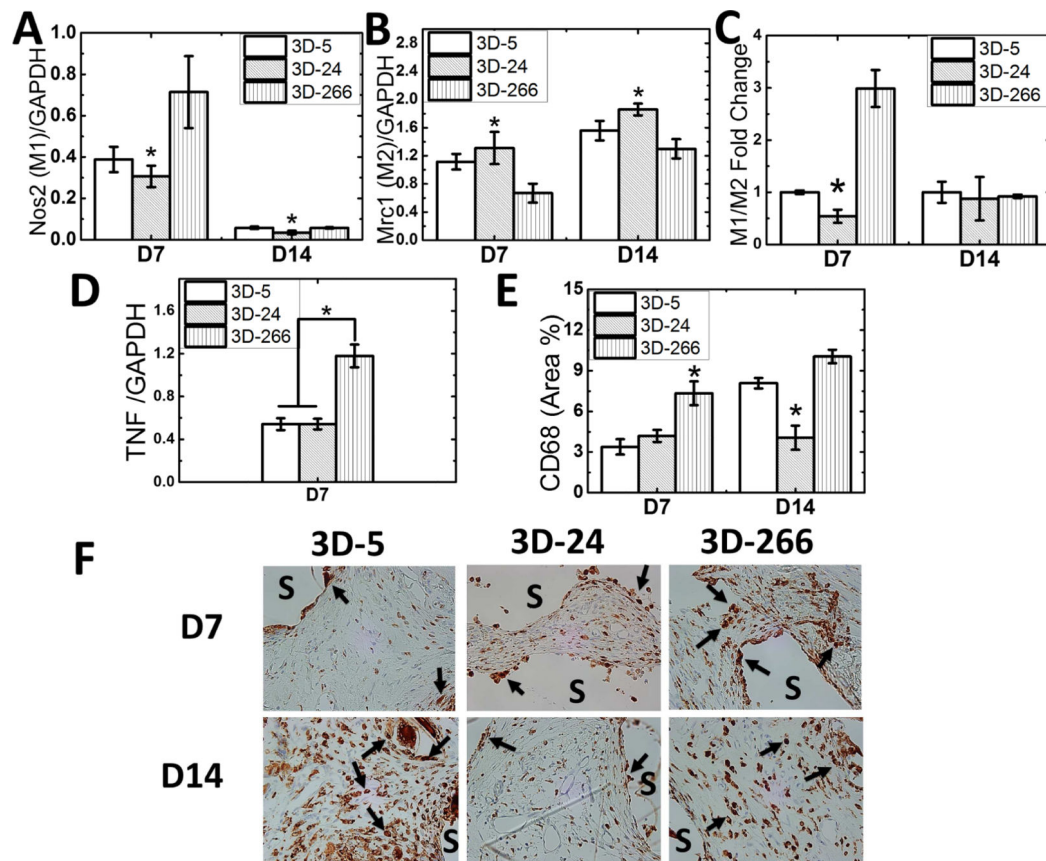 A
Nos2 (M1)/GAPDH
0.8
0.6
0.4
0.2
0.0
3D-5
3D-24
3D-266
*
*
D7
D14
B
Mrc1 (M2)/GAPDH
2.8
2.4
2.0
1.6
1.2
0.8
0.4
0.0
3D-5
3D-24
3D-266
*
*
D7
D14
C
M1/M2 Fold Change
4
3
2
1
0
3D-5
3D-24
3D-266
*
D7
D14
D
TNF /GAPDH
1.6
1.2
0.8
0.4
0.0
3D-5
3D-24
3D-266
*
D7
E
CD68 (Area %)
15
12
9
6
3
0
3D-5
3D-24
3D-266
*
*
D7
D14
F
3D-5
3D-24
3D-266
D7
S
S
S
S
D14
S
S
S